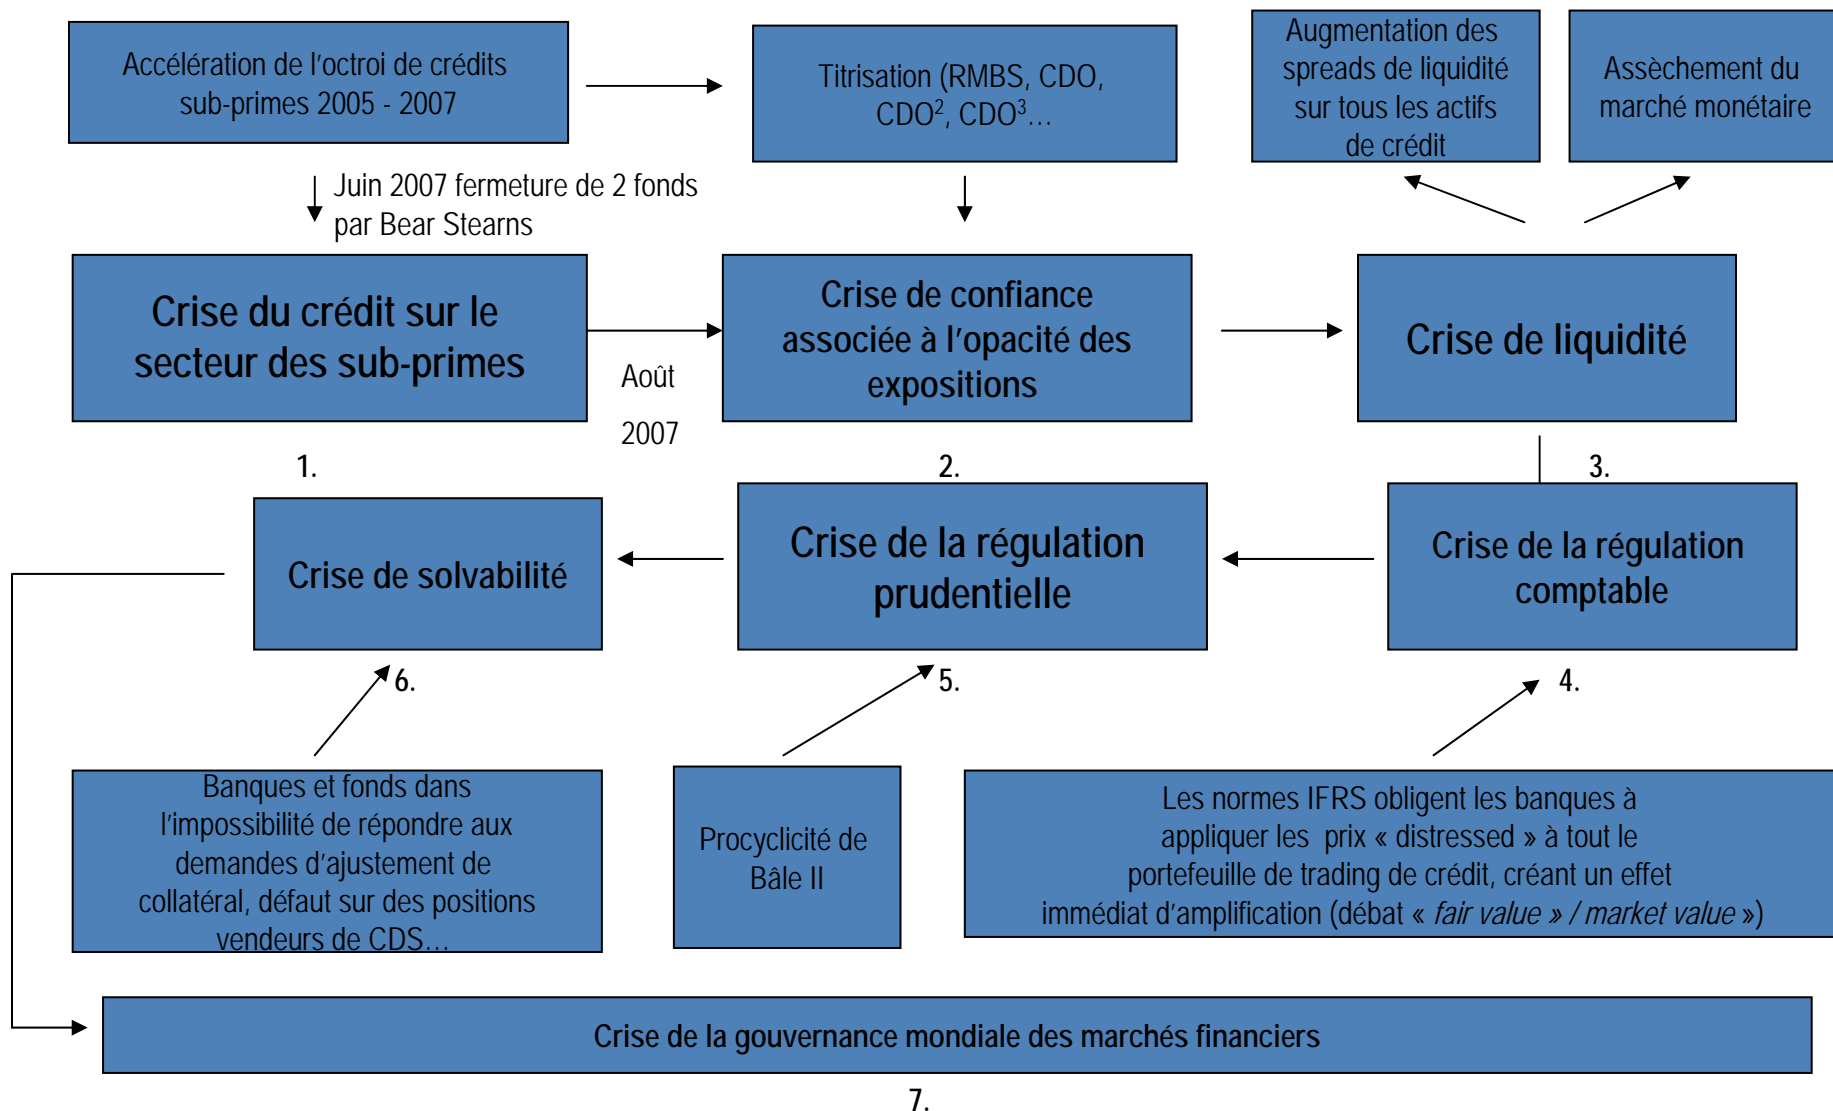 Accélération de l'octroi de crédits
sub-primes 2005 - 2007
Titrisation (RMBS, CDO,
CDO², CDO³…
Augmentation des
spreads de liquidité
sur tous les actifs
de crédit
Assèchement du
marché monétaire
Juin 2007 fermeture de 2 fonds
par Bear Stearns
Crise du crédit sur le
secteur des sub-primes
Août
2007
Crise de confiance
associée à l'opacité des
expositions
Crise de liquidité
1.
2.
3.
Crise de solvabilité
Crise de la régulation
prudentielle
Crise de la régulation
comptable
6.
5.
4.
Banques et fonds dans
l'impossibilité de répondre aux
demandes d'ajustement de
collatéral, défaut sur des positions
vendeurs de CDS…
Procyclicité de
Bâle II
Les normes IFRS obligent les banques à
appliquer les prix « distressed » à tout le
portefeuille de trading de crédit, créant un effet
immédiat d'amplification (débat « fair value » / market value »)
Crise de la gouvernance mondiale des marchés financiers
7.